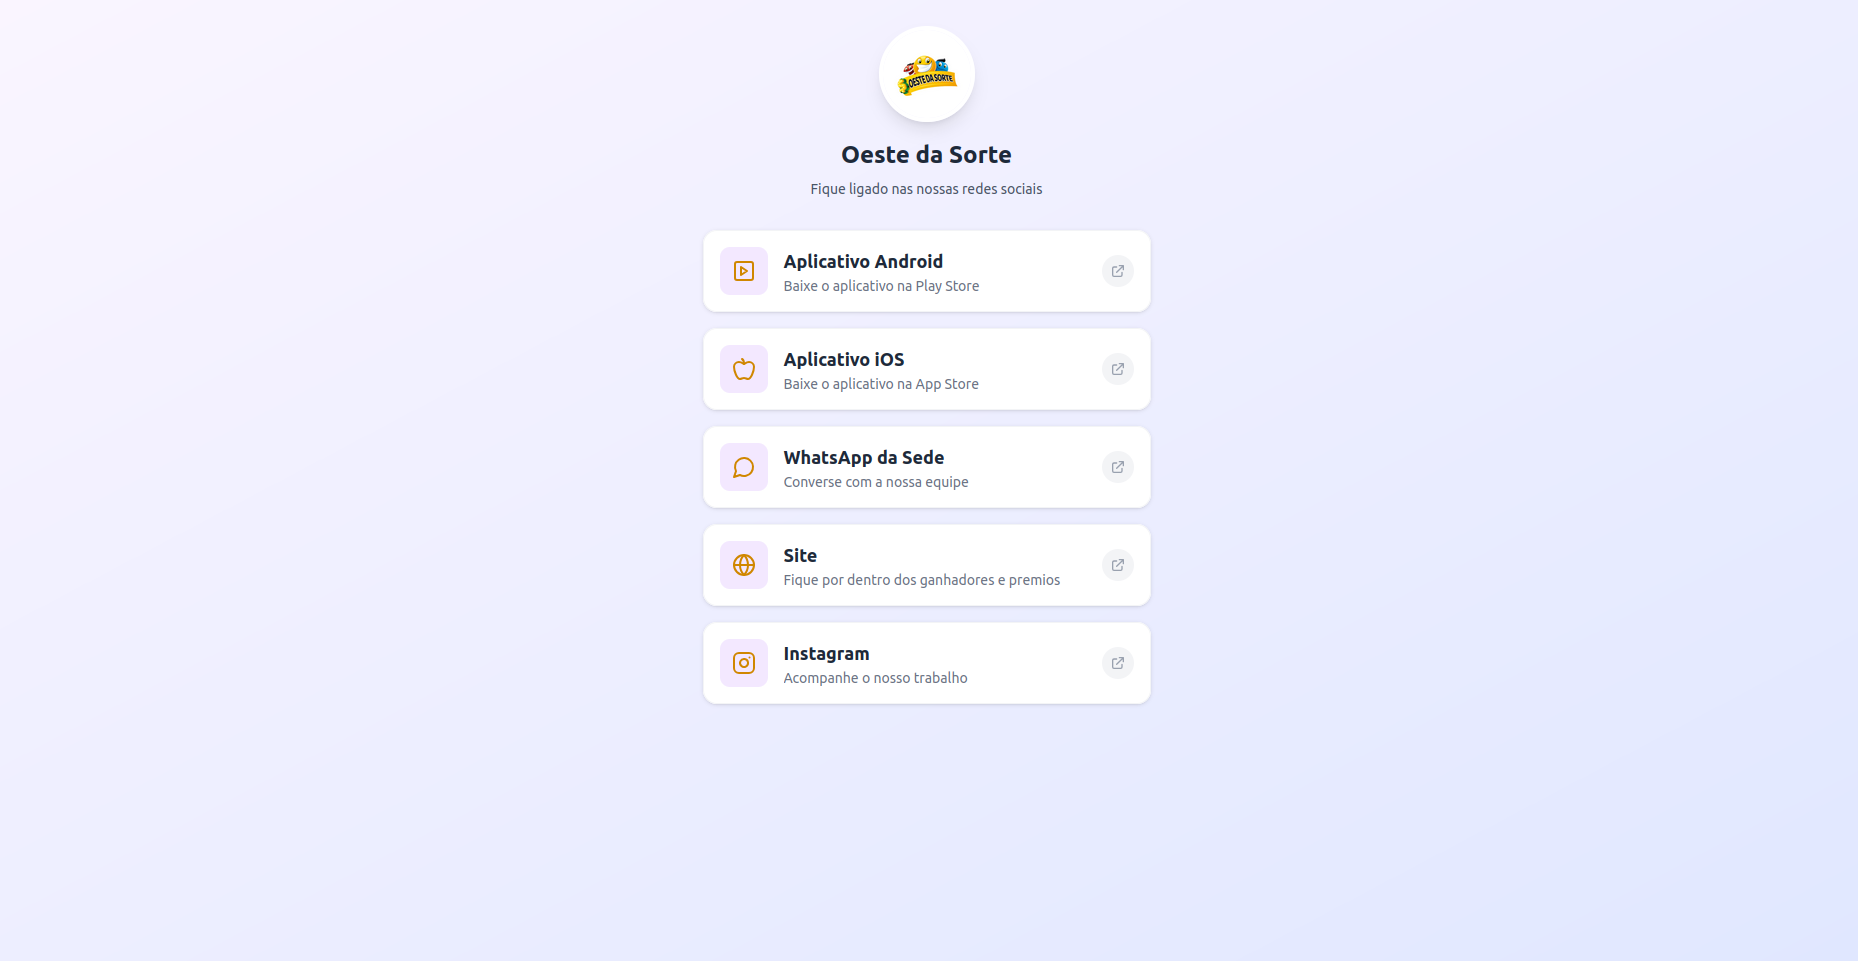 OESTE DA SORTE
Oeste da Sorte
Fique ligado nas nossas redes sociais
Aplicativo Android
Baixe o aplicativo na Play Store
Aplicativo iOS
Baixe o aplicativo na App Store
WhatsApp da Sede
Converse com a nossa equipe
Site
Fique por dentro dos ganhadores e premios
Instagram
Acompanhe o nosso trabalho